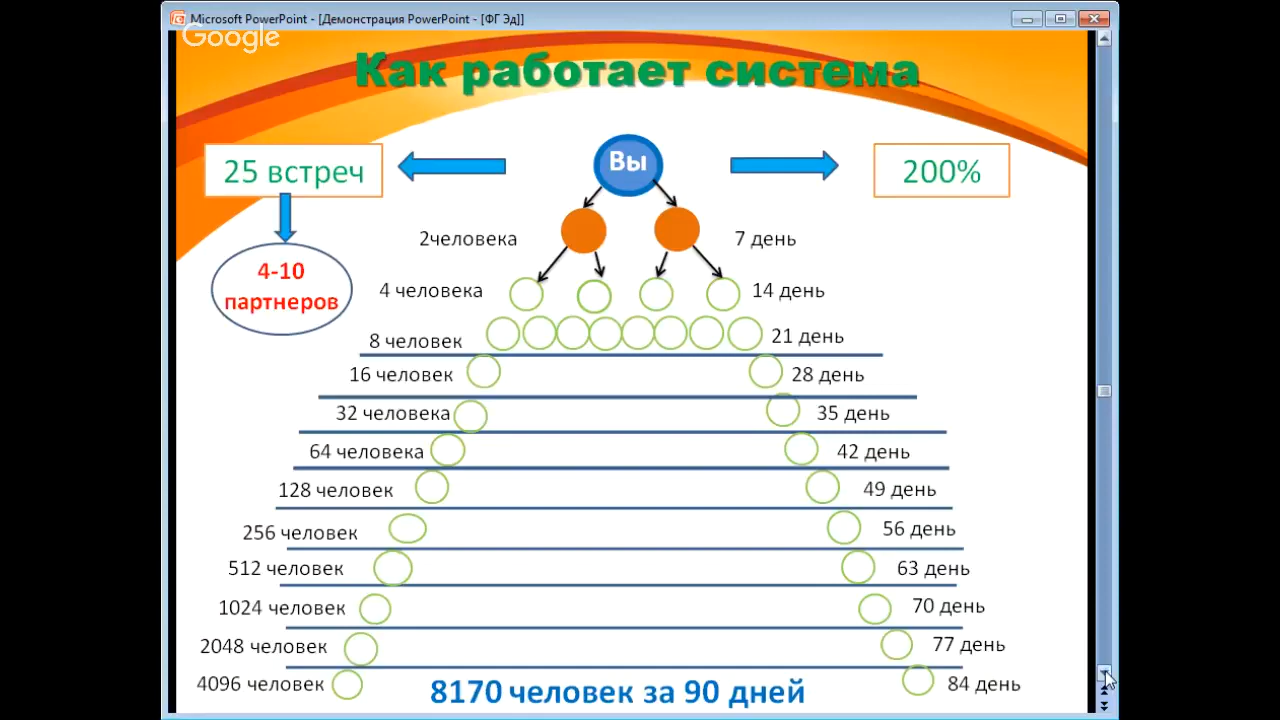 Microsoft PowerPoint - [Демонстрация PowerPoint - [ФГ Эд]]
Google
Как работает система
25 встреч
Вы
200%
4-10
партнеров
2человека
7 день
4 человека
14 день
8 человек
21 день
16 человек
28 день
32 человека
35 день
64 человека
42 день
128 человек
49 день
256 человек
56 день
512 человек
63 день
1024 человек
70 день
2048 человек
77 день
4096 человек
84 день
8170 человек за 90 дней